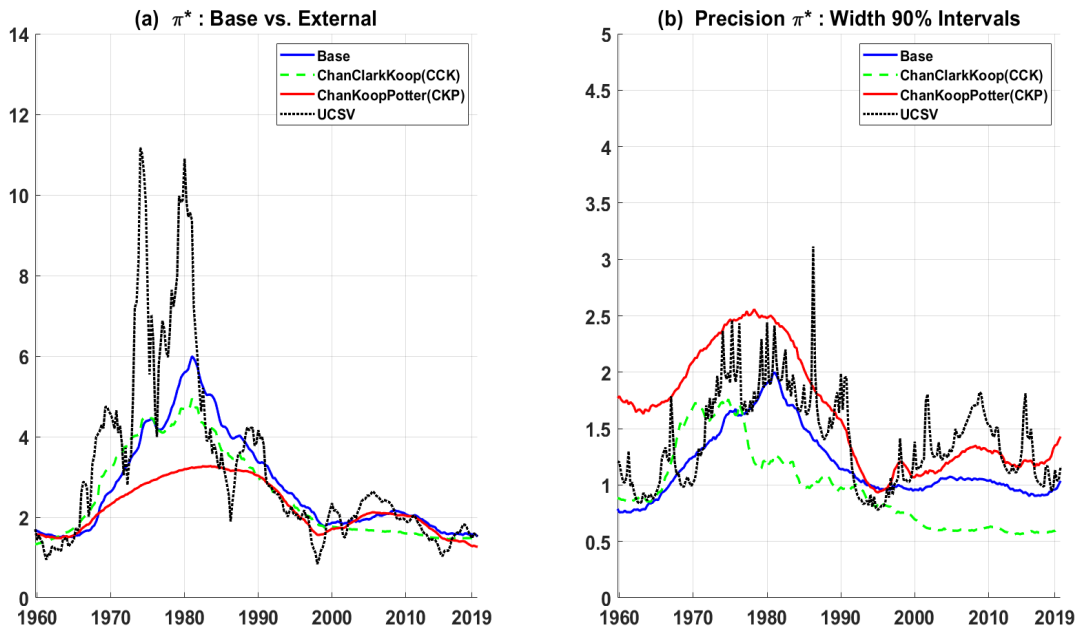 (a) π* : Base vs. External
14
12
10
8
6
4
2
0
1960 1970 1980 1990 2000 2010 2019
Base
ChanClarkKoop(CCK)
ChanKoopPotter(CKP)
UCSV
(b) Precision π* : Width 90% Intervals
5
4.5
4
3.5
3
2.5
2
1.5
1
0.5
0
1960 1970 1980 1990 2000 2010 2019
Base
ChanClarkKoop(CCK)
ChanKoopPotter(CKP)
UCSV